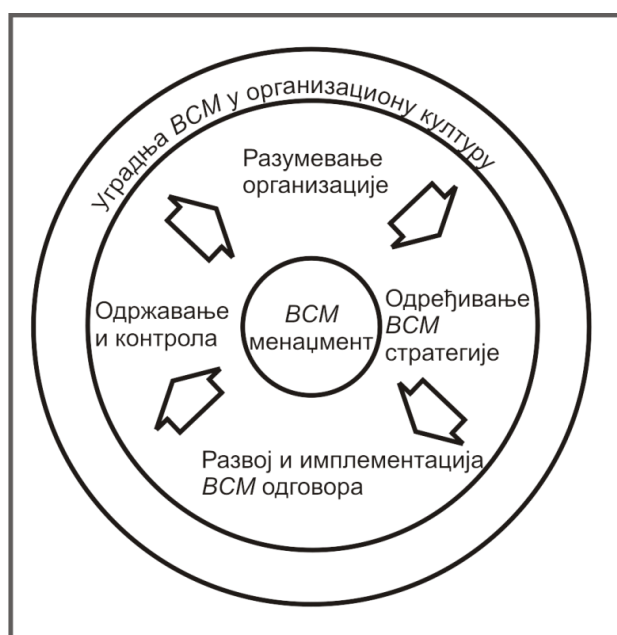 Уградња BCM у организациону културу
Разумевање
организације
Одржавање
и контрола
BCM
менаџмент
Одређивање
BCM
стратегије
Развој и имплементација
BCM одговора